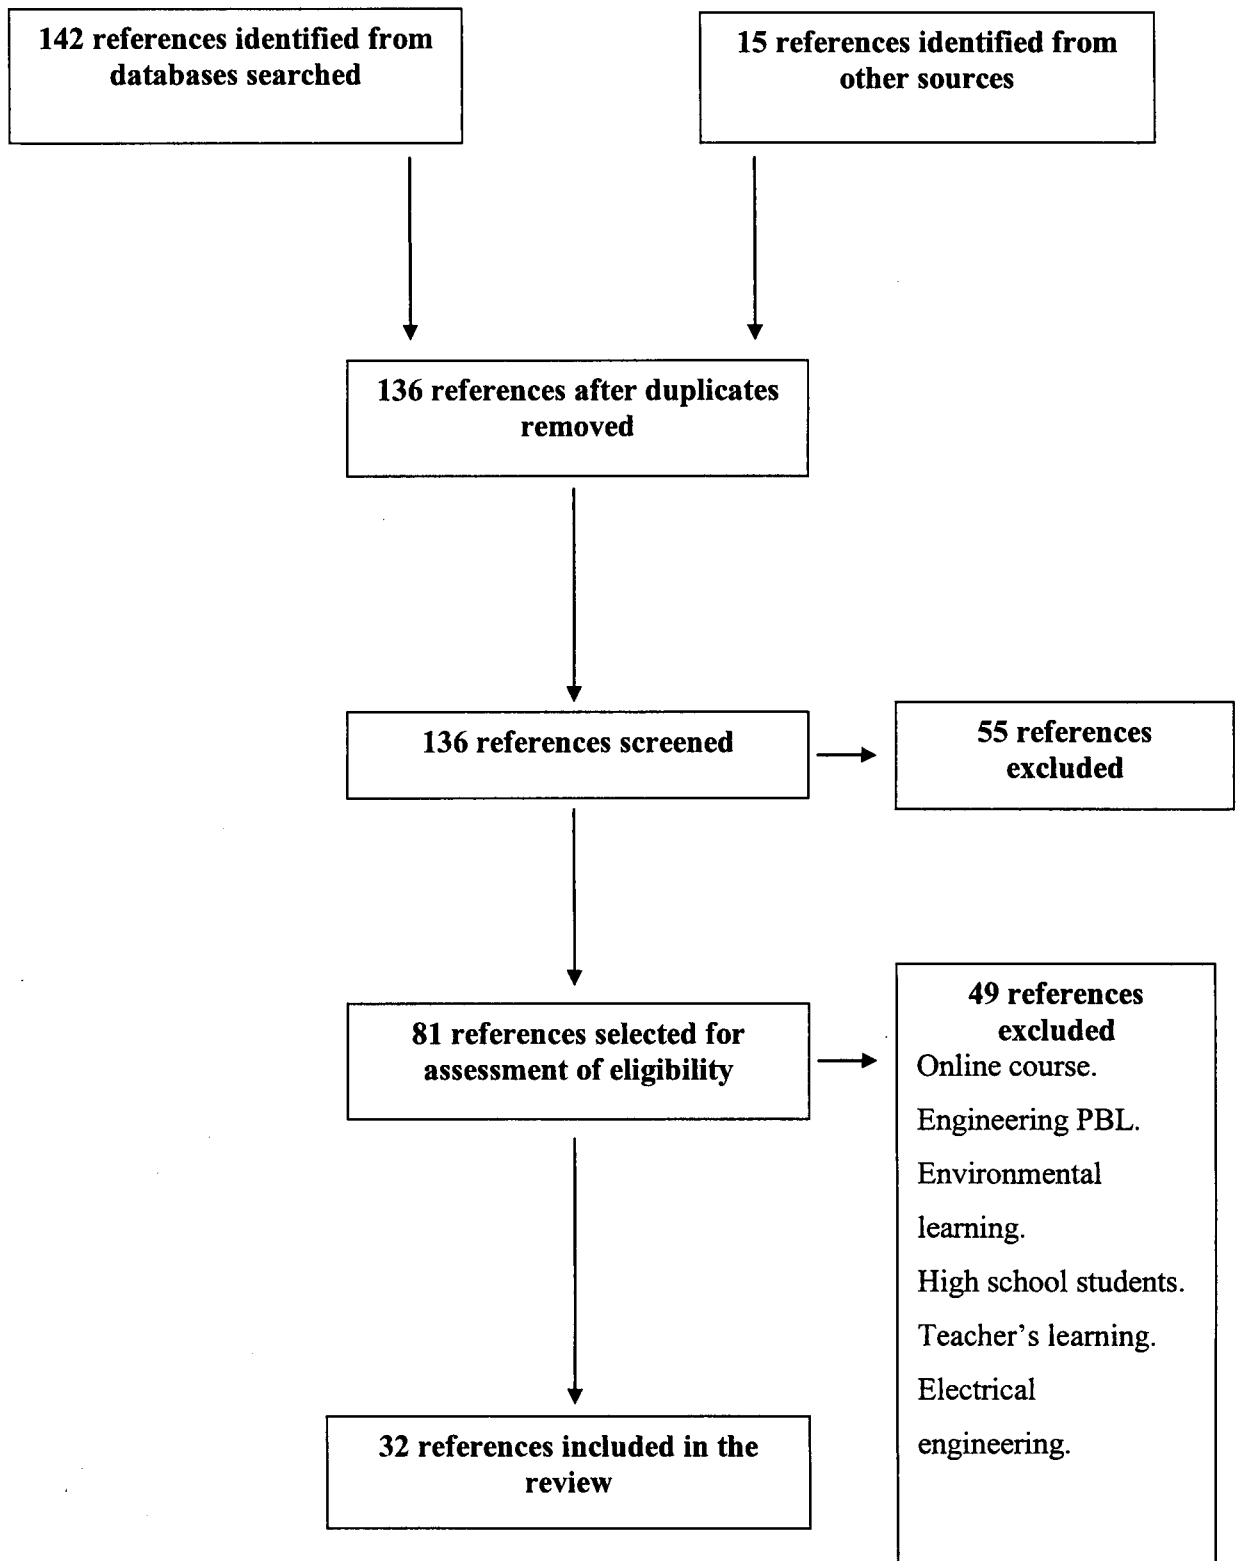 142 references identified from
databases searched
15 references identified from
other sources
136 references after duplicates
removed
136 references screened
55 references
excluded
81 references selected for
assessment of eligibility
49 references
excluded
Online course.
Engineering PBL.
Environmental
learning.
High school students.
Teacher’s learning.
Electrical
engineering.
32 references included in the
review